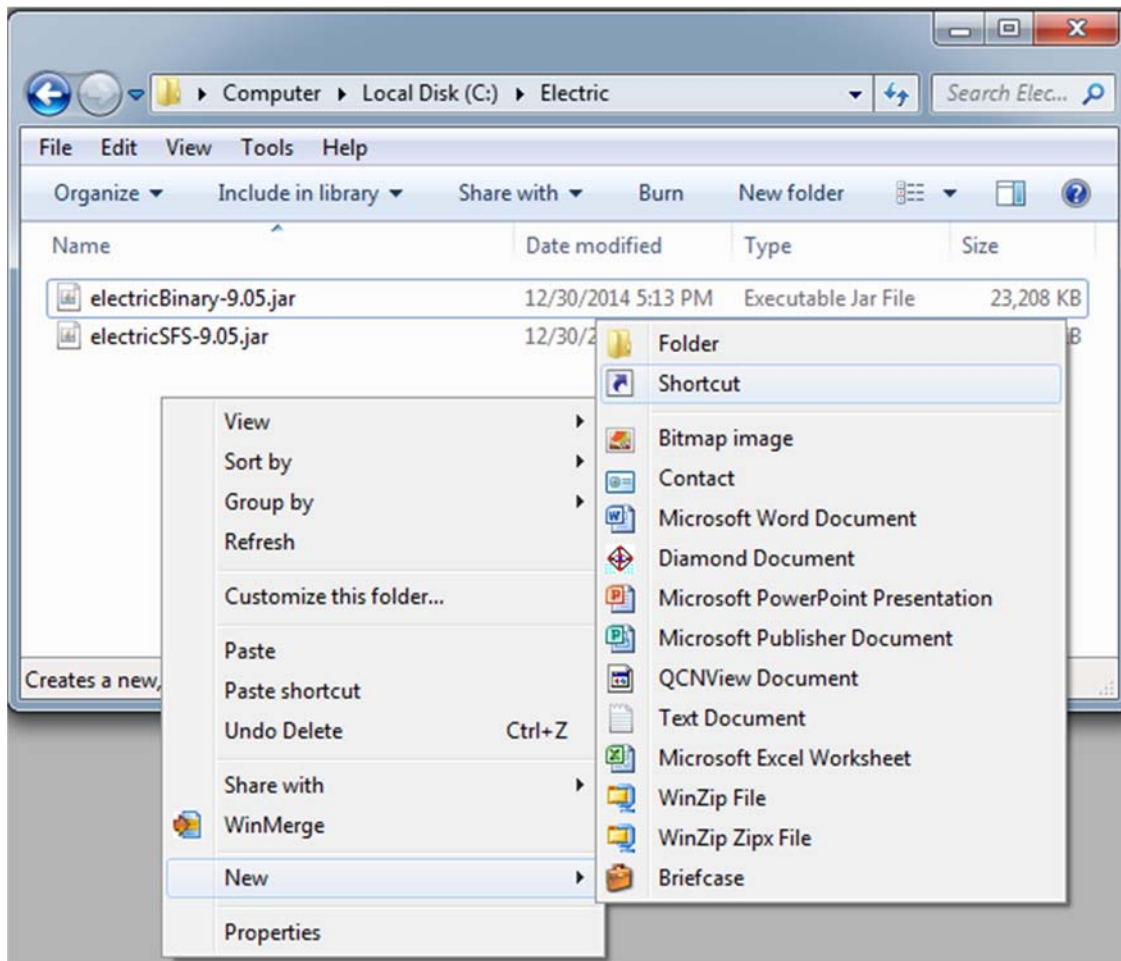 Computer Local Disk (C:) Electric Search Elec...
File Edit View Tools Help
Organize Include in library Share with Burn New folder
Name Date modified Type Size
electricBinary-9.05.jar 12/30/2014 5:13 PM Executable Jar File 23,208 KB
electricSFS-9.05.jar 12/30/2
View
Sort by
Group by
Refresh
Customize this folder...
Paste
Paste shortcut
Undo Delete Ctrl+Z
Share with
WinMerge
New
Properties
Folder
Shortcut
Bitmap image
Contact
Microsoft Word Document
Diamond Document
Microsoft PowerPoint Presentation
Microsoft Publisher Document
QCNView Document
Text Document
Microsoft Excel Worksheet
WinZip File
WinZip Zipx File
Briefcase
Creates a new,